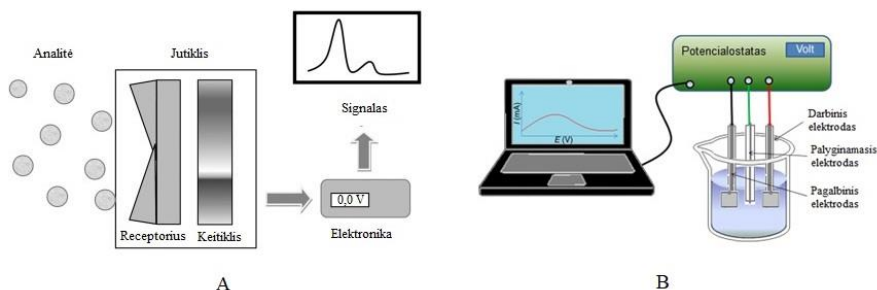 Analitė
Jutiklis
Receptorius
Keitiklis
Signalas
0,0 V
Elektronika
A
Potencialostatas
Volt
I (mA)
E (V)
Darbinis
elektrodas
Palyginamasis
elektrodas
Pagalbinis
elektrodas
B